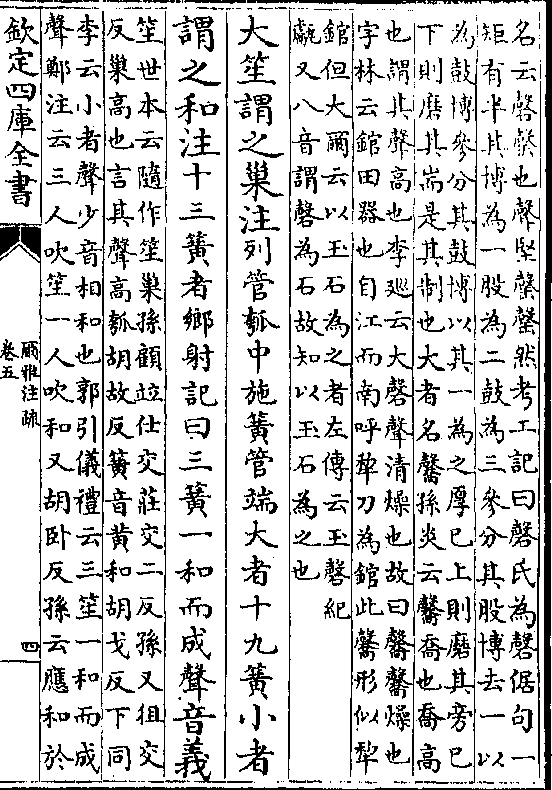 名云磬罄也聲堅罄罄然考工記曰磬氏為磬倨句一
矩有半其博為一股為二鼓為三參分其股博去一以
為鼓博參分其鼓博以其一為之厚已上則磨其旁已
下則磨其耑是其制也大者名毊孫炎云毊喬也喬高
也謂其聲高也李廵云大磬聲清燥也故曰毊毊燥也
字林云錧田器也自江而南呼犂刀為錧此毊形似犂
錧但大爾云以玉石為之者左傳云玉磬紀
甗又八音謂磬為石故知以玉石為之也
大笙謂之巢注列管瓠中施簧管端大者十九簧小者
謂之和注十三簧者鄉射記曰三簧一和而成聲音義
笙世本云隨作笙巢孫顧竝仕交莊交二反孫又徂交
反巢高也言其聲高瓠胡故反簧音黄和胡戈反下同
李云小者聲少音相和也郭引儀禮云三笙一和而成
聲鄭注云三人吹笙一人吹和又胡卧反孫云應和於
欽定四庫全書
爾雅注疏
卷五
四